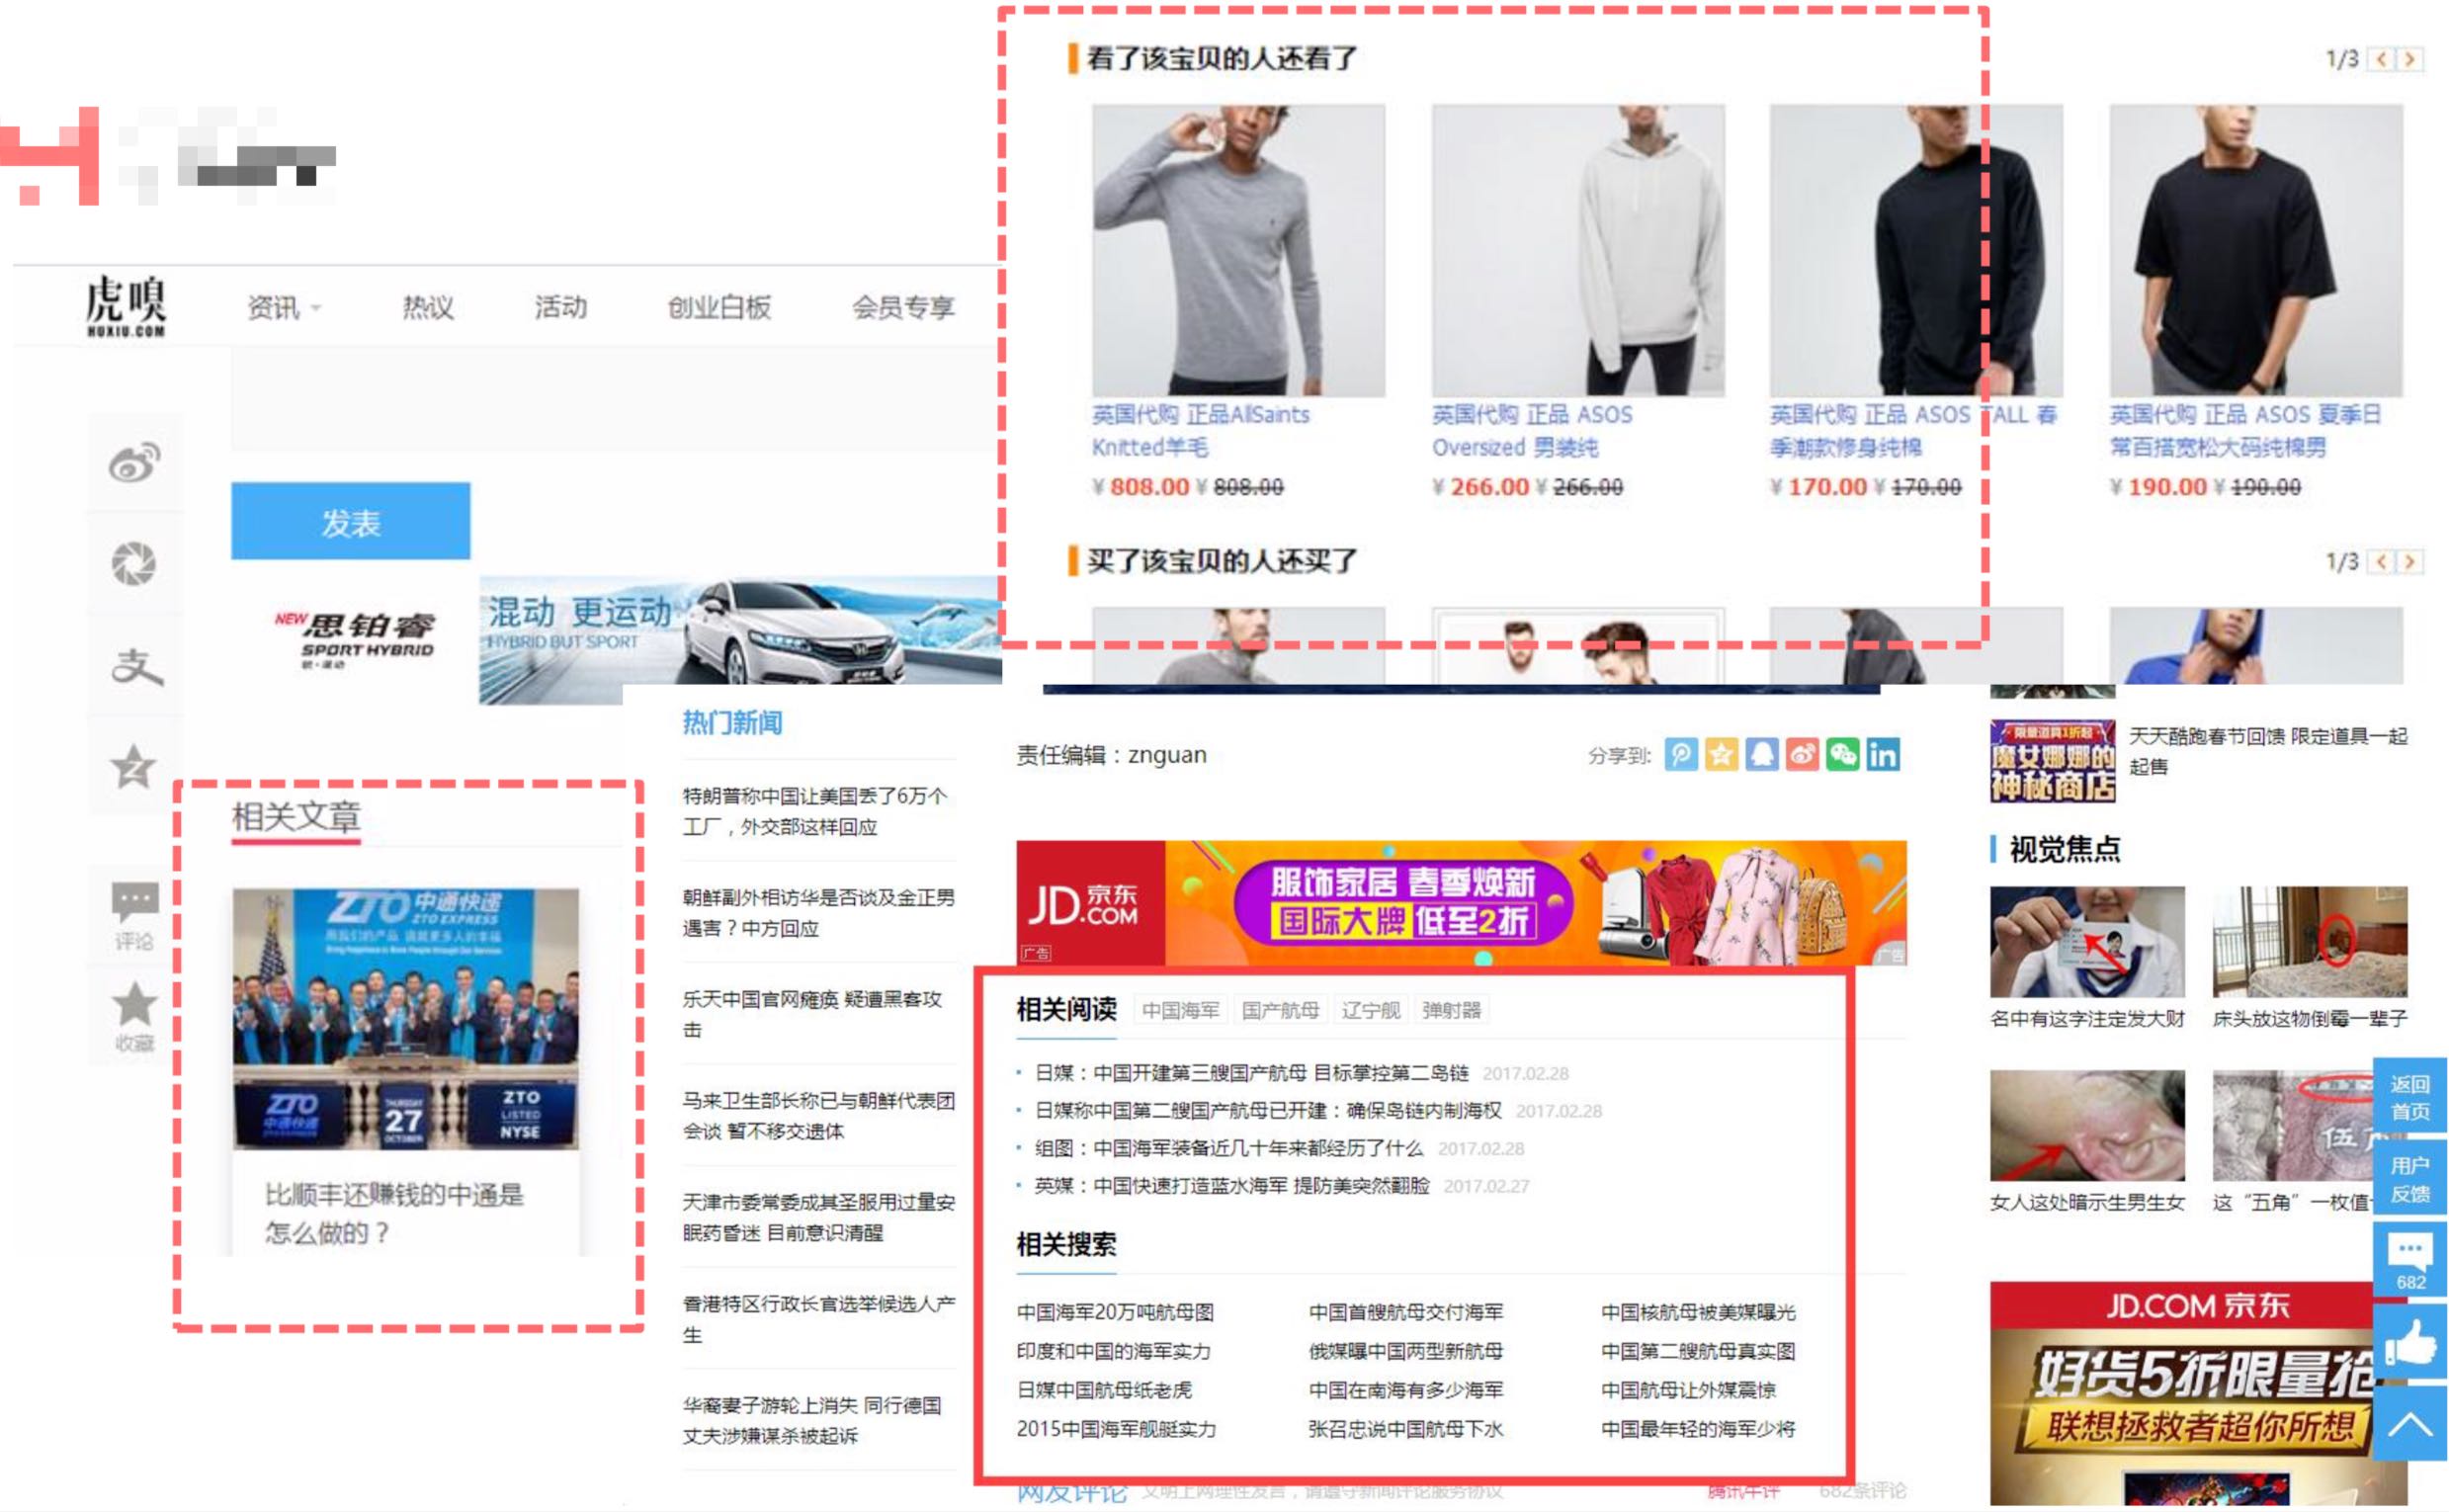 看了该宝贝的人还看了
1/3
英国代购 正品AllSaints
Knitted羊毛
¥ 808.00 ¥ 808.00
英国代购 正品 ASOS
Oversized 男装纯
¥ 266.00 ¥ 266.00
英国代购 正品 ASOS TALL 春
季潮款修身纯棉
¥ 170.00 ¥ 170.00
英国代购 正品 ASOS 夏季日
常百搭宽松大码纯棉男
¥ 190.00 ¥ 190.00
买了该宝贝的人还买了
1/3
虎嗅
HUXIU.COM
资讯
热议
活动
创业白板
会员专享
发表
NEW 思铂睿
SPORT HYBRID
锐·混动
混动 更运动
HYBRID BUT SPORT
评论
收藏
相关文章
ZTO 中通快递
ZTO EXPRESS
ZTO
中通快递
THURSDAY
27
OCTOBER
ZTO
LISTED
NYSE
比顺丰还赚钱的中通是
怎么做的？
热门新闻
特朗普称中国让美国丢了6万个
工厂，外交部这样回应
朝鲜副外相访华是否谈及金正男
遇害？中方回应
乐天中国官网瘫痪 疑遭黑客攻
击
马来卫生部长称已与朝鲜代表团
会谈 暂不移交遗体
天津市委常委成其圣服用过量安
眠药昏迷 目前意识清醒
香港特区行政长官选举候选人产
生
华裔妻子游轮上消失 同行德国
丈夫涉嫌谋杀被起诉
责任编辑：znguan
分享到:
JD.京东
.COM
广告
服饰家居 春季焕新
国际大牌 低至2折
广告
相关阅读 中国海军 国产航母 辽宁舰 弹射器
日媒：中国开建第三艘国产航母 目标掌控第二岛链 2017.02.28
日媒称中国第二艘国产航母已开建：确保岛链内制海权 2017.02.28
组图：中国海军装备近几十年来都经历了什么 2017.02.28
英媒：中国快速打造蓝水海军 提防美突然翻脸 2017.02.27
相关搜索
中国海军20万吨航母图 中国首艘航母交付海军 中国核航母被美媒曝光
印度和中国的海军实力 俄媒曝中国两型新航母 中国第二艘航母真实图
日媒中国航母纸老虎 中国在南海有多少海军 中国航母让外媒震惊
2015中国海军舰艇实力 张召忠说中国航母下水 中国最年轻的海军少将
网友评论 文明上网理性发言，请遵守新闻评论服务协议 腾讯牛评 682条评论
限量道具1折起
魔女娜娜的
神秘商店
天天酷跑春节回馈 限定道具一起
起售
视觉焦点
名中有这字注定发大财
床头放这物倒霉一辈子
女人这处暗示生男生女
这“五角”一枚值
返回
首页
用户
反馈
682
JD.COM 京东
好货5折限量抢
联想拯救者超你所想